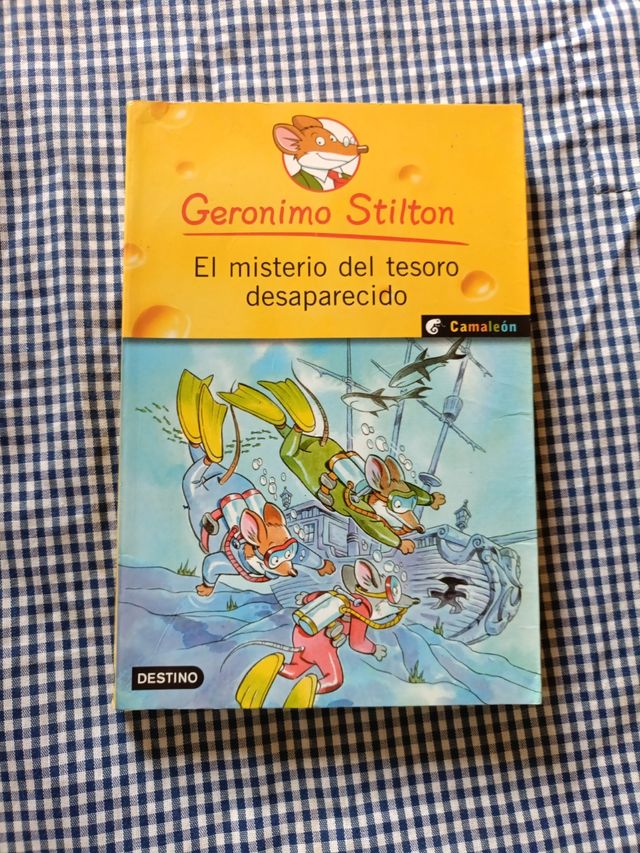 Geronimo Stilton
El misterio del tesoro
desaparecido
Camaleón
DESTINO